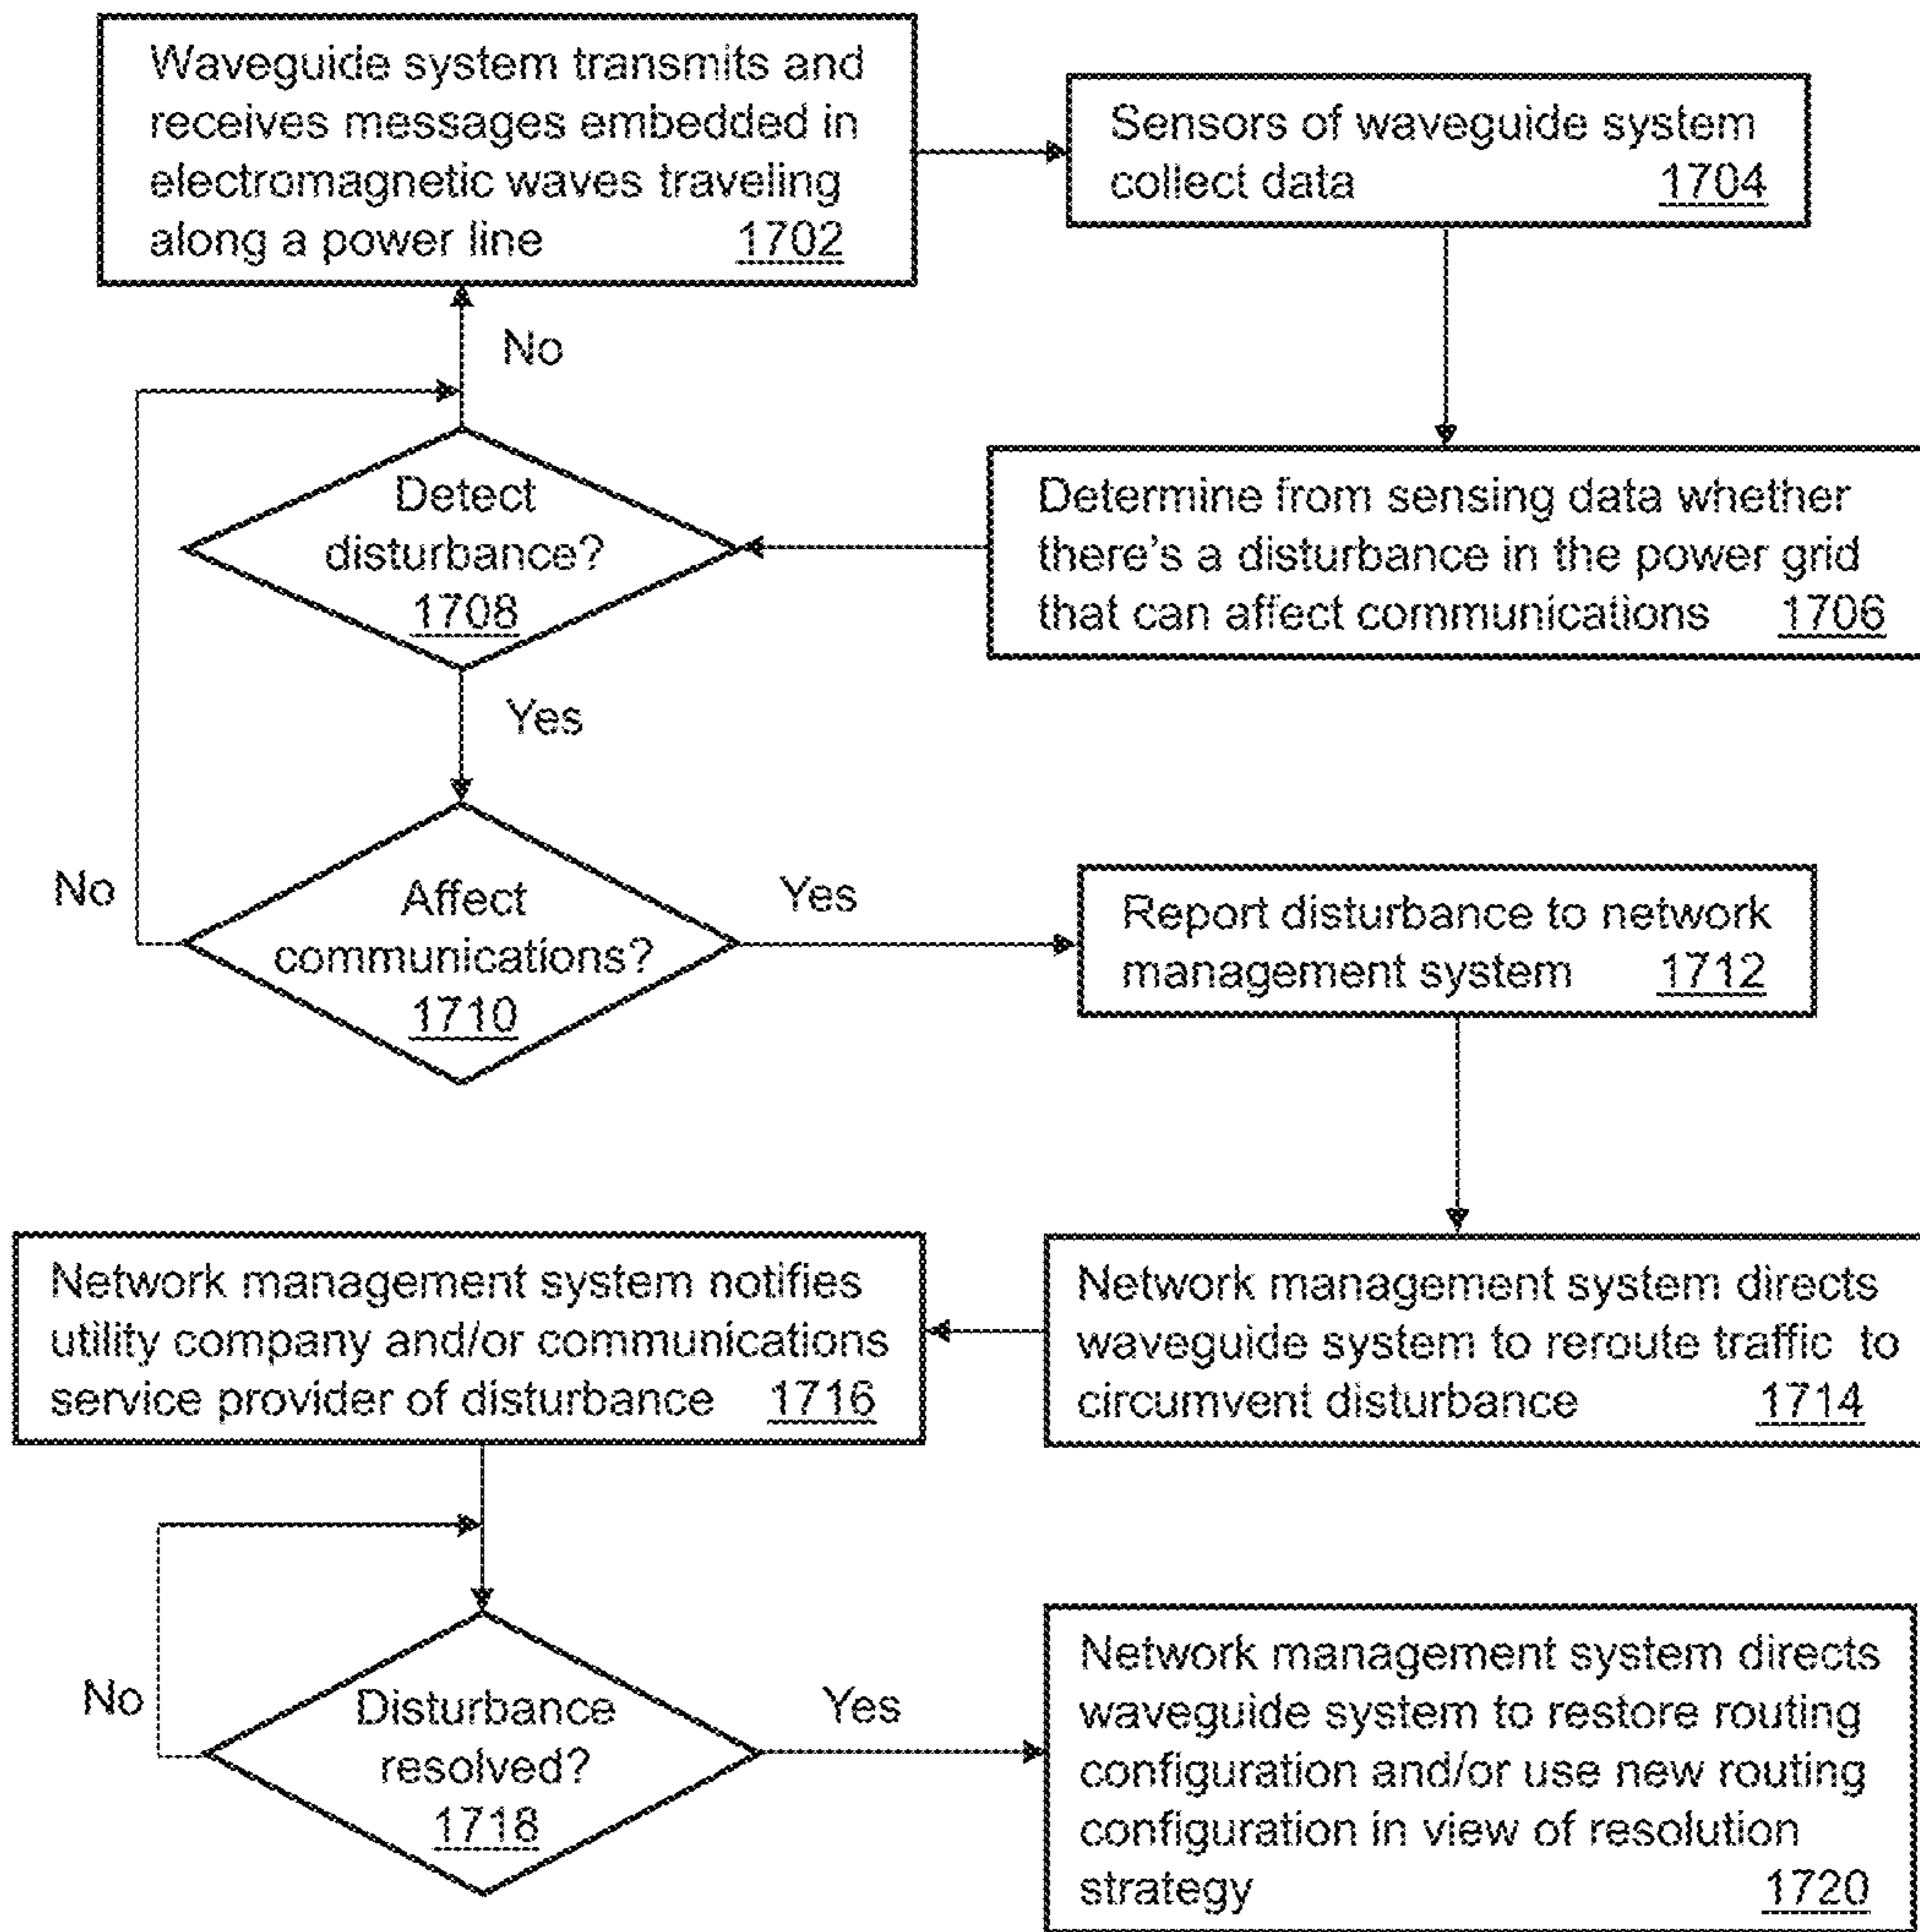 Waveguide system transmits and
receives messages embedded in
electromagnetic waves traveling
along a power line 1702
Sensors of waveguide system
collect data 1704
No
Detect
disturbance?
1708
Determine from sensing data whether
there's a disturbance in the power grid
that can affect communications 1706
Yes
No
Affect
communications?
1710
Yes
Report disturbance to network
management system 1712
Network management system directs
waveguide system to reroute traffic to
circumvent disturbance 1714
Network management system notifies
utility company and/or communications
service provider of disturbance 1716
No
Disturbance
resolved?
1718
Yes
Network management system directs
waveguide system to restore routing
configuration and/or use new routing
configuration in view of resolution
strategy 1720